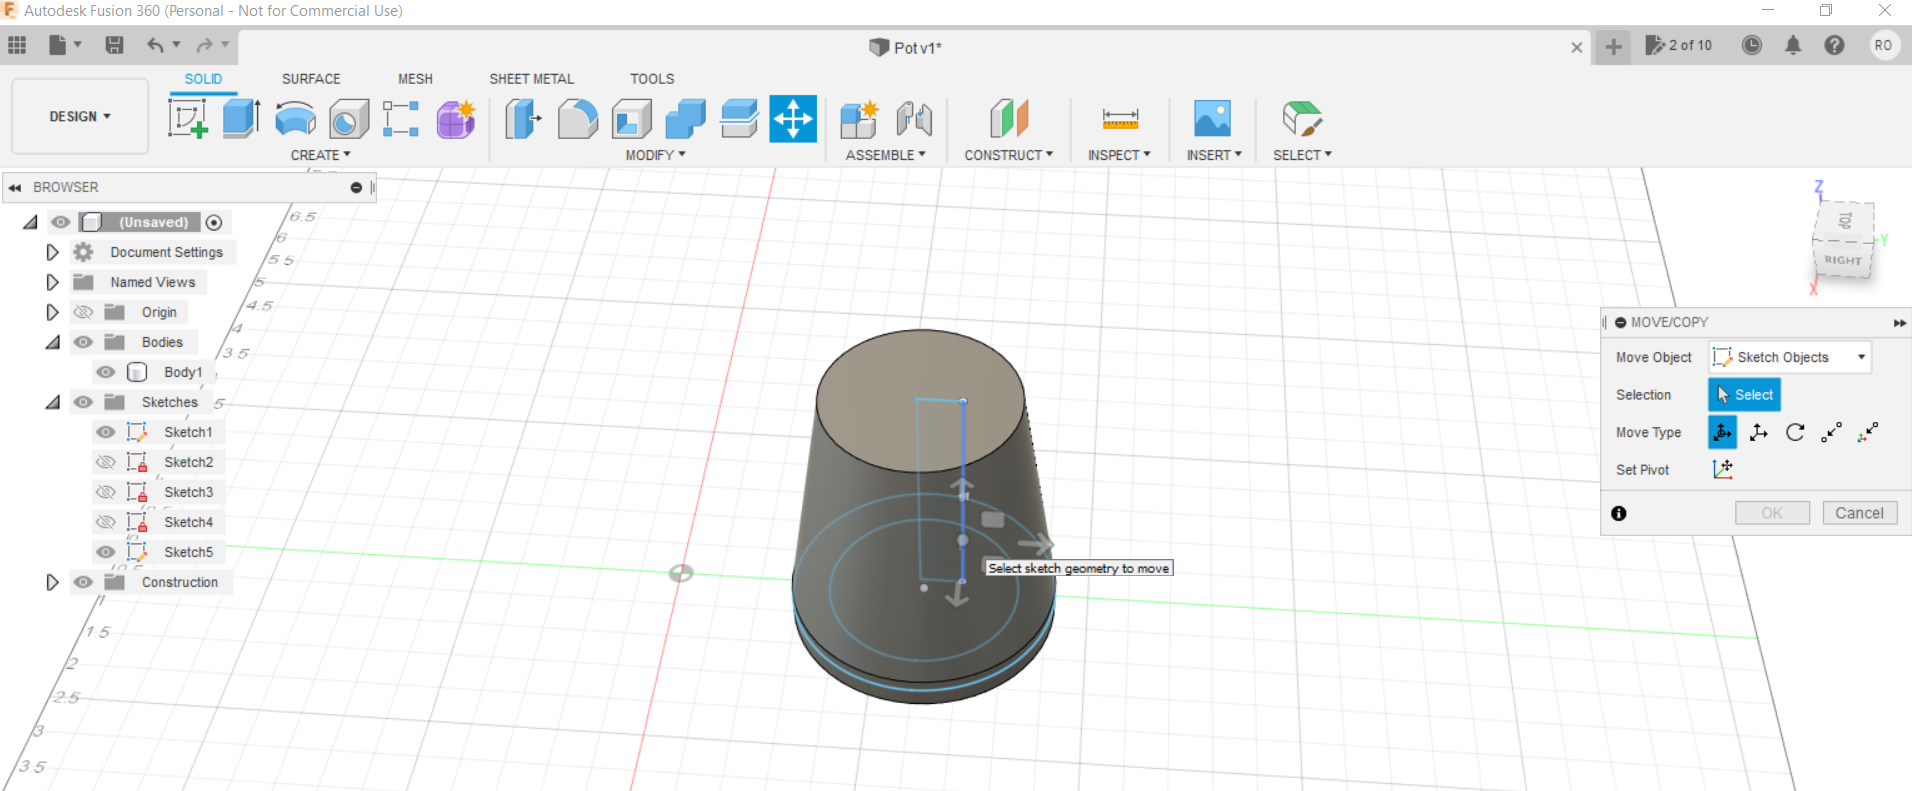 Autodesk Fusion 360 (Personal - Not for Commercial Use)
Pot v1*
2 of 10
RO
SOLID
SURFACE
MESH
SHEET METAL
TOOLS
DESIGN
CREATE
MODIFY
ASSEMBLE
CONSTRUCT
INSPECT
INSERT
SELECT
BROWSER
(Unsaved)
Document Settings
Named Views
Origin
Bodies
Body1
Sketches
Sketch1
Sketch2
Sketch3
Sketch4
Sketch5
Construction
6.5
6
5 5
5
4.5
4
3.5
1
1.5
2
2.5
3
3.5
Select sketch geometry to move
Z
TOP
Y
RIGHT
X
MOVE/COPY
Move Object
Sketch Objects
Selection
Select
Move Type
Set Pivot
OK
Cancel